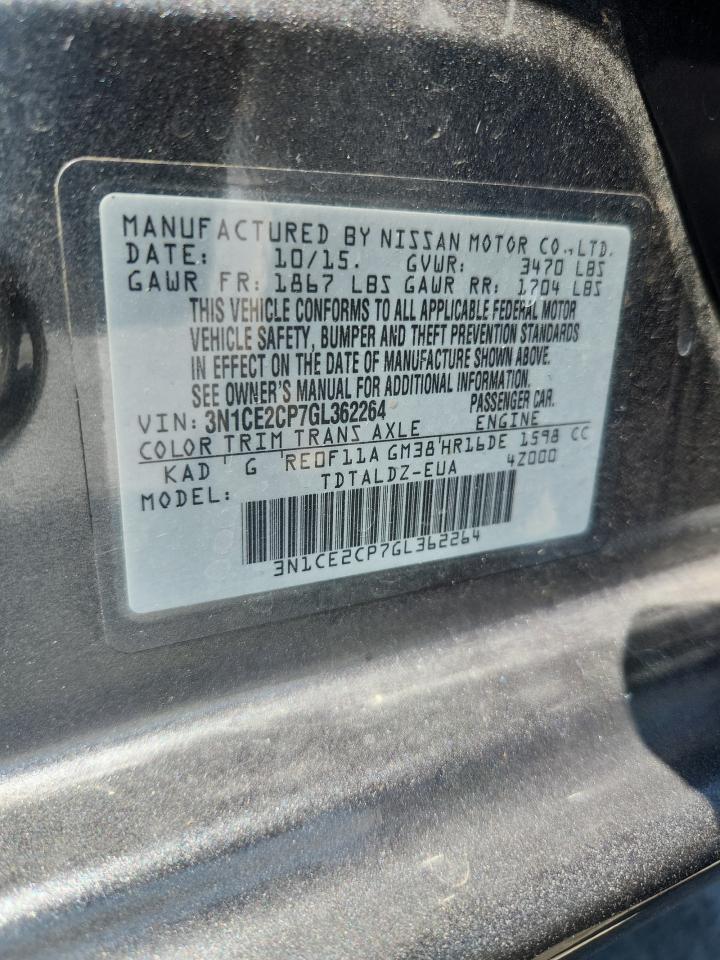 MANUFACTURED BY NISSAN MOTOR CO.,LTD.
DATE: 10/15. GVWR: 3470 LBS
GAWR FR: 1867 LBS GAWR RR: 1704 LBS
THIS VEHICLE CONFORMS TO ALL APPLICABLE FEDERAL MOTOR
VEHICLE SAFETY, BUMPER AND THEFT PREVENTION STANDARDS
IN EFFECT ON THE DATE OF MANUFACTURE SHOWN ABOVE.
SEE OWNER'S MANUAL FOR ADDITIONAL INFORMATION.
VIN: 3N1CE2CP7GL362264 PASSENGER CAR.
COLOR TRIM TRANS AXLE ENGINE
KAD ' G ' RE0F11A GM38 ' HR16DE 1598 CC
MODEL: TDTALDZ-EUA 42000
3N1CE2CP7GL362264